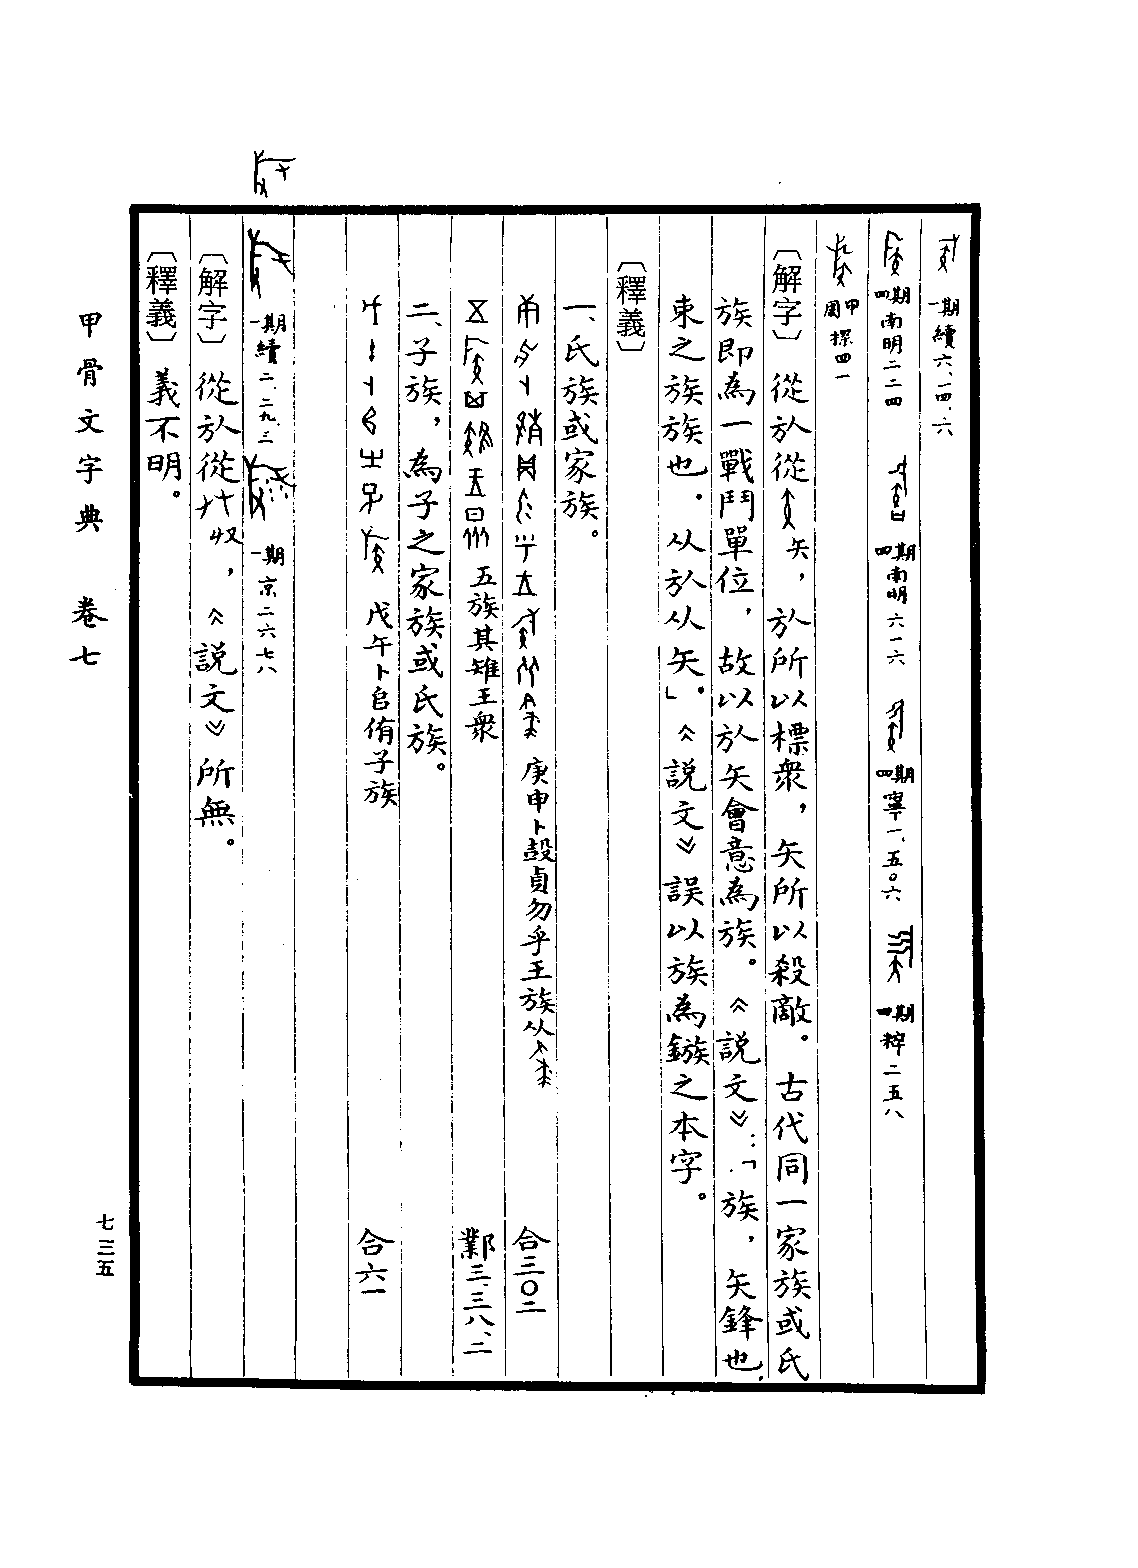 一期續六.一四.六
四期南明二二四 四期南明六一六 四期寧一.五〇六 四期粹二五八
周甲探四一
〔解字〕從㫃從矢，㫃所以標衆，矢所以殺敵。古代同一家族或氏
族即為一戰鬥單位，故以㫃矢會意為族。《說文》：「族，矢鋒也.
束之族族也．从㫃从矢」．《說文》誤以族為鏃之本字。
〔釋義〕
一、氏族或家族。
庚申卜㱿貞勿乎王族从 合三〇二
五族其雉王衆 鄴三.三八.二
二、子族，為子之家族或氏族。
戊午卜㠯侑子族 合六一
一期續二.二九.三 一期京二六七八
〔解字〕從㫃從収，《說文》所無。
〔釋義〕義不明。
甲骨文字典 卷七
七三五